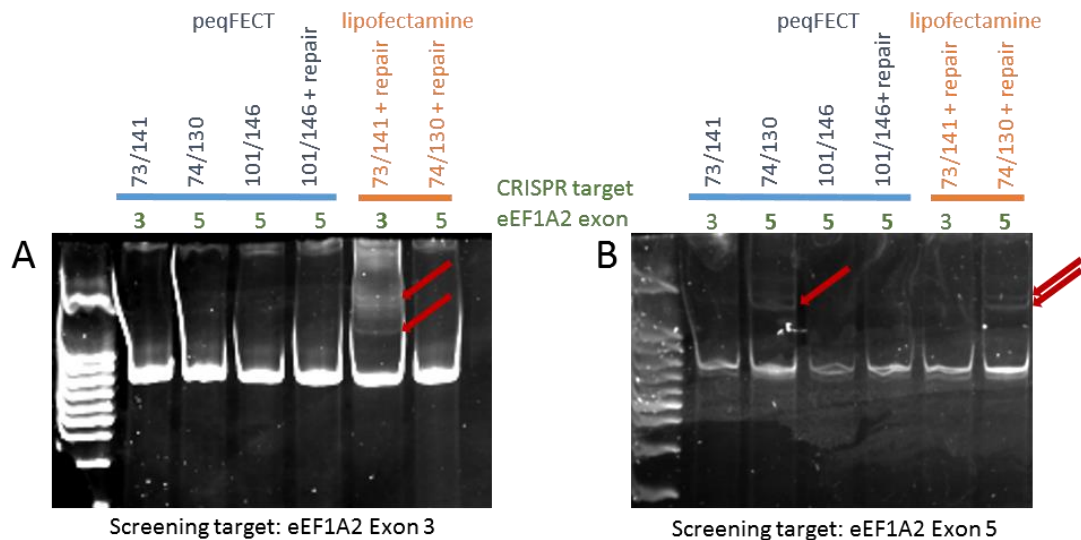 peqFECT lipofectamine
73/141
74/130
101/146
101/146 + repair
73/141 + repair
74/130 + repair
CRISPR target
eEF1A2 exon
3 5 5 5 3 5
A
Screening target: eEF1A2 Exon 3
peqFECT lipofectamine
73/141
74/130
101/146
101/146+ repair
73/141 + repair
74/130 + repair
3 5 5 5 3 5
B
Screening target: eEF1A2 Exon 5